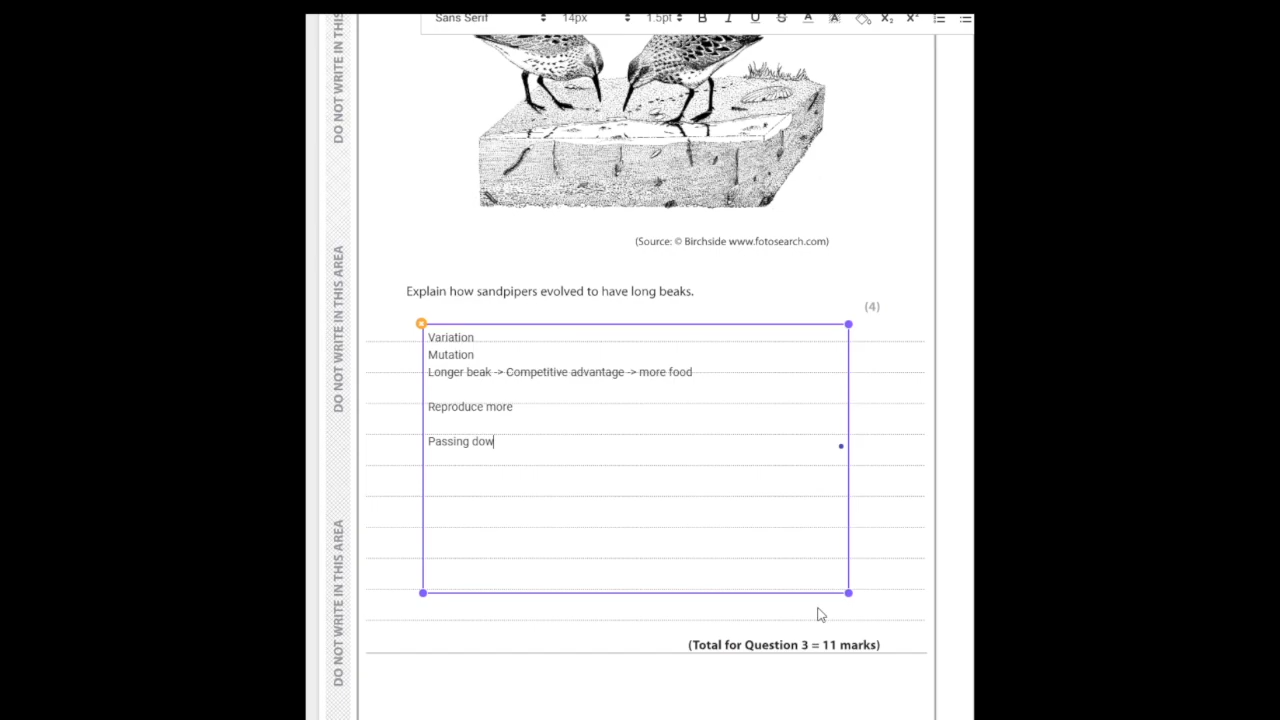 Sans Serif 14px 1.5pt B I U S A A X₂ X²
DO NOT WRITE IN THIS
(Source: © Birchside www.fotosearch.com)
DO NOT WRITE IN THIS AREA
Explain how sandpipers evolved to have long beaks.
(4)
Variation
Mutation
Longer beak -> Competitive advantage -> more food
Reproduce more
Passing dow
DO NOT WRITE IN THIS AREA
(Total for Question 3 = 11 marks)